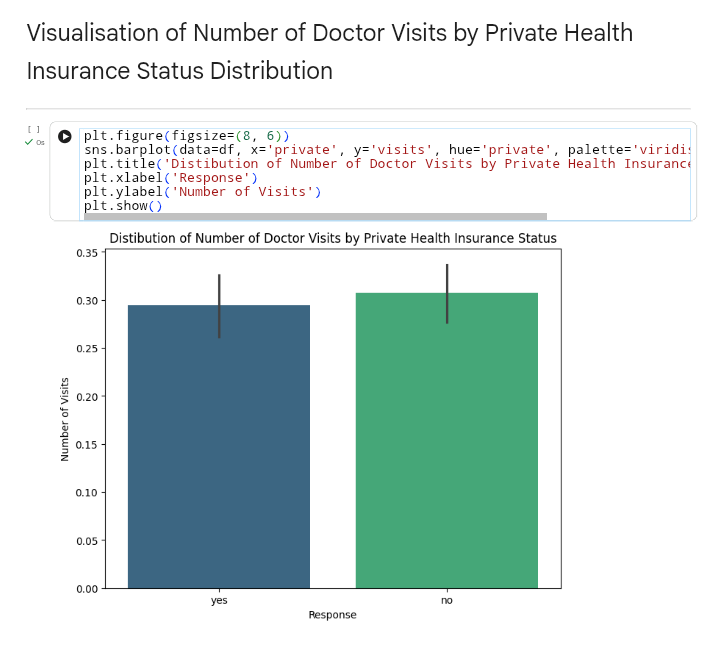 Visualisation of Number of Doctor Visits by Private Health
Insurance Status Distribution
[ ]
0s
plt.figure(figsize=(8, 6))
sns.barplot(data=df, x='private', y='visits', hue='private', palette='viridis
plt.title('Distibution of Number of Doctor Visits by Private Health Insurance
plt.xlabel('Response')
plt.ylabel('Number of Visits')
plt.show()
Distibution of Number of Doctor Visits by Private Health Insurance Status
0.35
0.30
0.25
0.20
0.15
0.10
0.05
0.00
Number of Visits
yes
no
Response